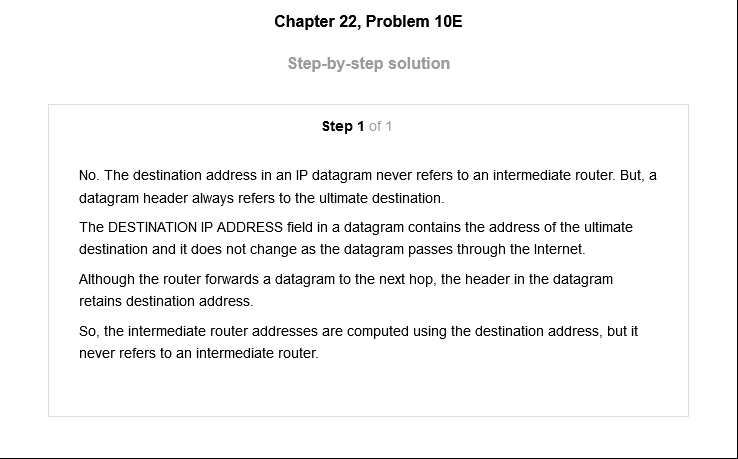 Chapter 22, Problem 10E
Step-by-step solution
Step 1 of 1
No. The destination address in an IP datagram never refers to an intermediate router. But, a
datagram header always refers to the ultimate destination.
The DESTINATION IP ADDRESS field in a datagram contains the address of the ultimate
destination and it does not change as the datagram passes through the Internet.
Although the router forwards a datagram to the next hop, the header in the datagram
retains destination address.
So, the intermediate router addresses are computed using the destination address, but it
never refers to an intermediate router.